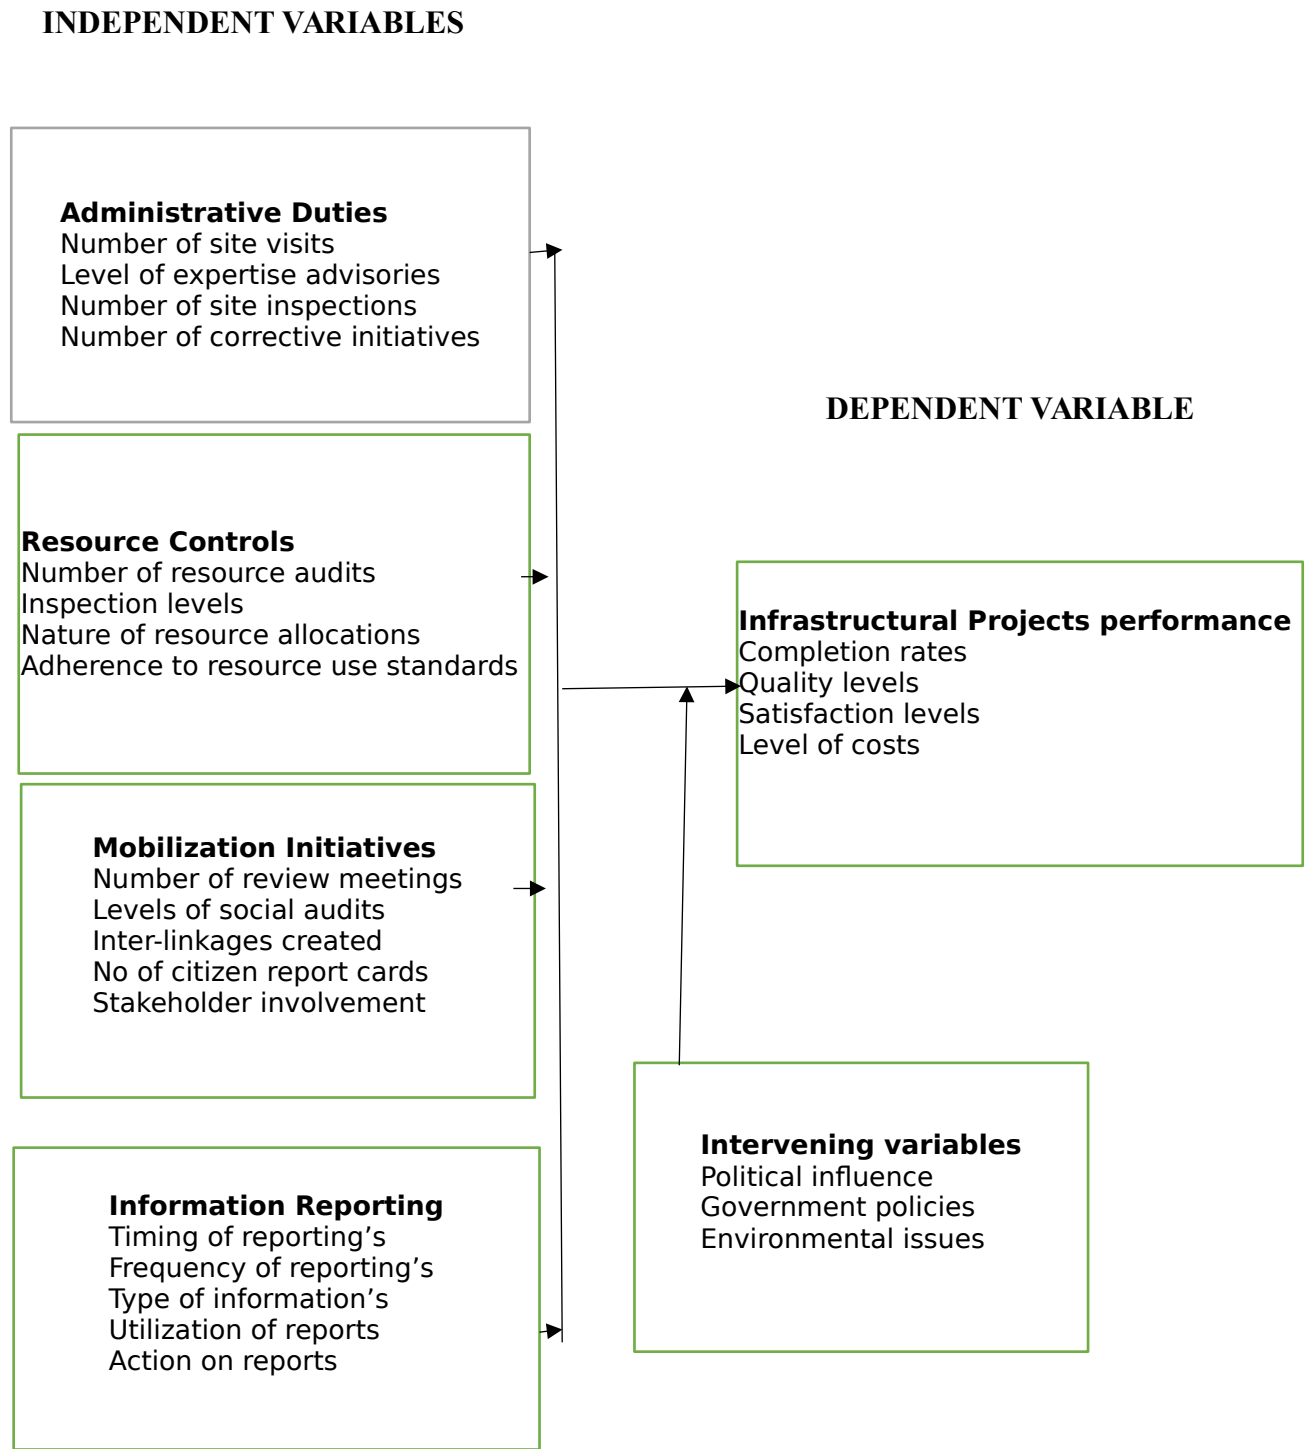 INDEPENDENT VARIABLES
Administrative Duties
Number of site visits
Level of expertise advisories
Number of site inspections
Number of corrective initiatives
DEPENDENT VARIABLE
Resource Controls
Number of resource audits
Inspection levels
Nature of resource allocations
Adherence to resource use standards
Infrastructural Projects performance
Completion rates
Quality levels
Satisfaction levels
Level of costs
Mobilization Initiatives
Number of review meetings
Levels of social audits
Inter-linkages created
No of citizen report cards
Stakeholder involvement
Intervening variables
Political influence
Government policies
Environmental issues
Information Reporting
Timing of reporting’s
Frequency of reporting’s
Type of information’s
Utilization of reports
Action on reports